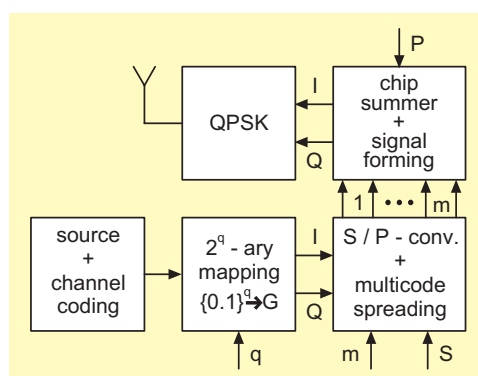 P
chip
summer
+
signal
forming
I
Q
QPSK
1 • • • m
source
+
channel
coding
2^q - ary
mapping
{0.1}^q→G
I
Q
S / P - conv.
+
multicode
spreading
q
m
S